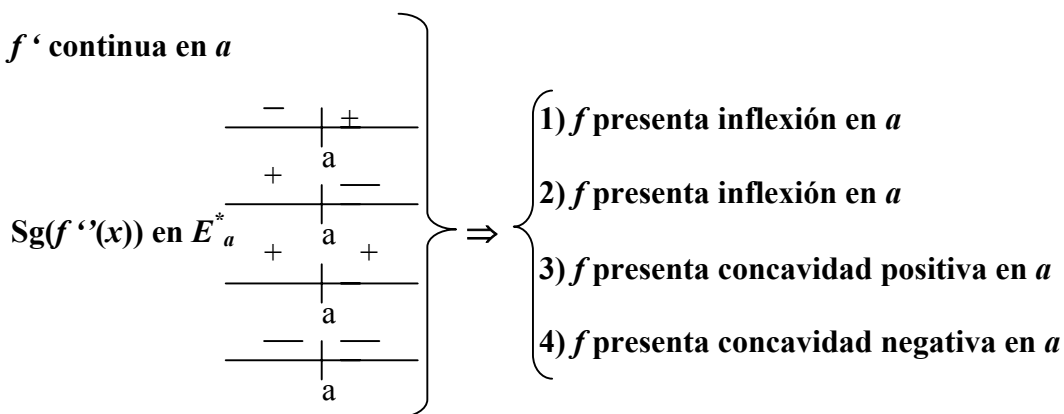 f ‘ continua en a
– +
a
1) f presenta inflexión en a
+ –
a
2) f presenta inflexión en a
Sg(f ‘’(x)) en E*a
+ +
a
3) f presenta concavidad positiva en a
– –
a
4) f presenta concavidad negativa en a
⇒